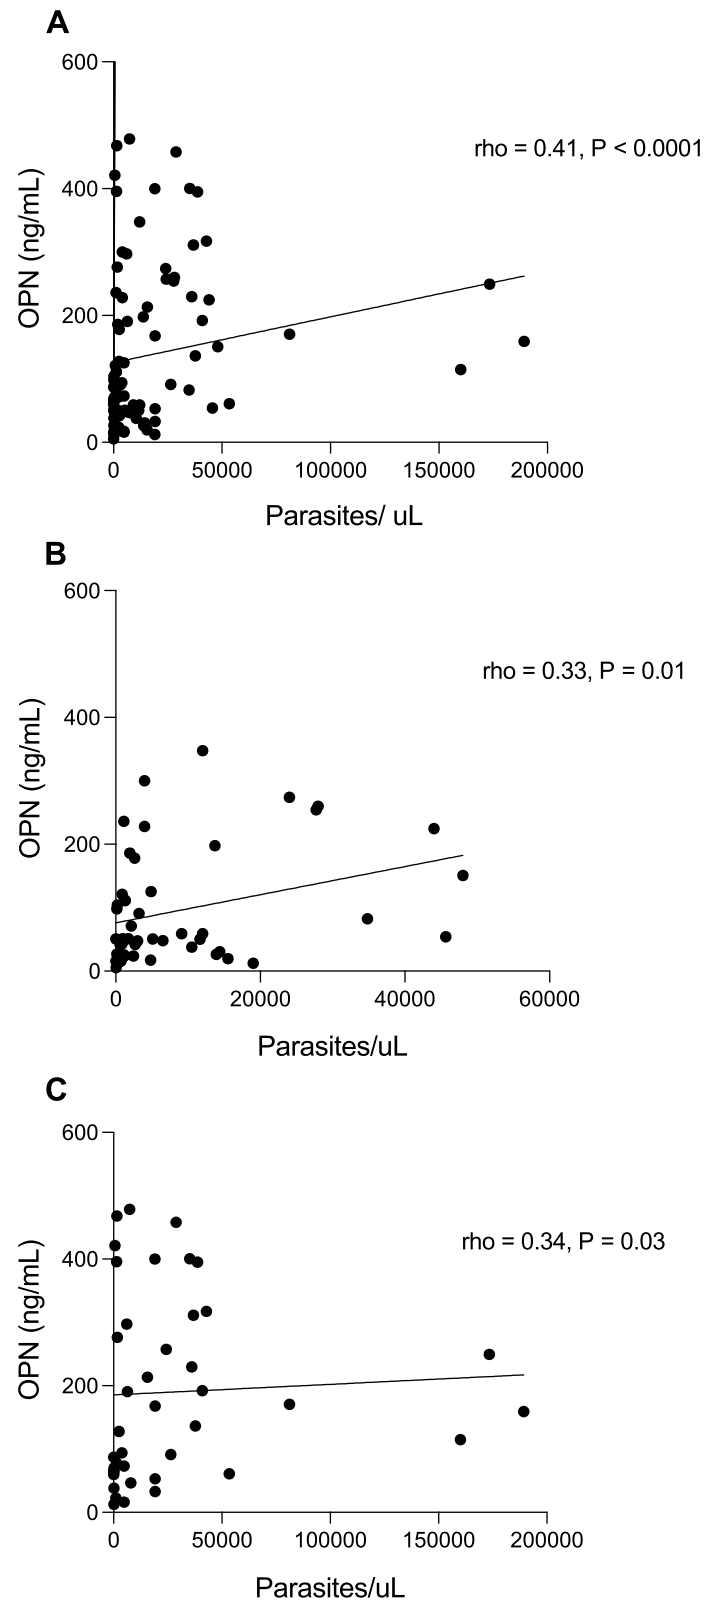 A
600
rho = 0.41, P < 0.0001
400
OPN (ng/mL)
200
0
0 50000 100000 150000 200000
Parasites/ uL
B
600
rho = 0.33, P = 0.01
400
OPN (ng/mL)
200
0
0 20000 40000 60000
Parasites/uL
C
600
rho = 0.34, P = 0.03
400
OPN (ng/mL)
200
0
0 50000 100000 150000 200000
Parasites/uL